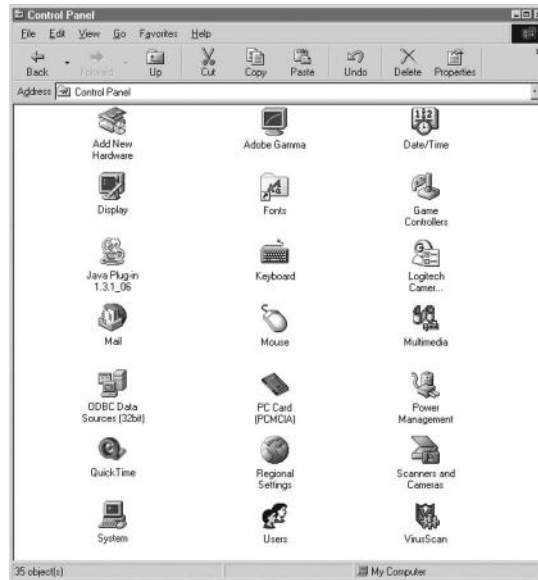 Control Panel
File Edit View Go Favorites Help
Back Forward Up Cut Copy Paste Undo Delete Properties
Address Control Panel
Add New Hardware
Adobe Gamma
Date/Time
Display
Fonts
Game Controllers
Java Plug-in 1.3.1_06
Keyboard
Logitech Camer...
Mail
Mouse
Multimedia
ODBC Data Sources (32bit)
PC Card (PCMCIA)
Power Management
QuickTime
Regional Settings
Scanners and Cameras
System
Users
VirusScan
35 object(s) My Computer